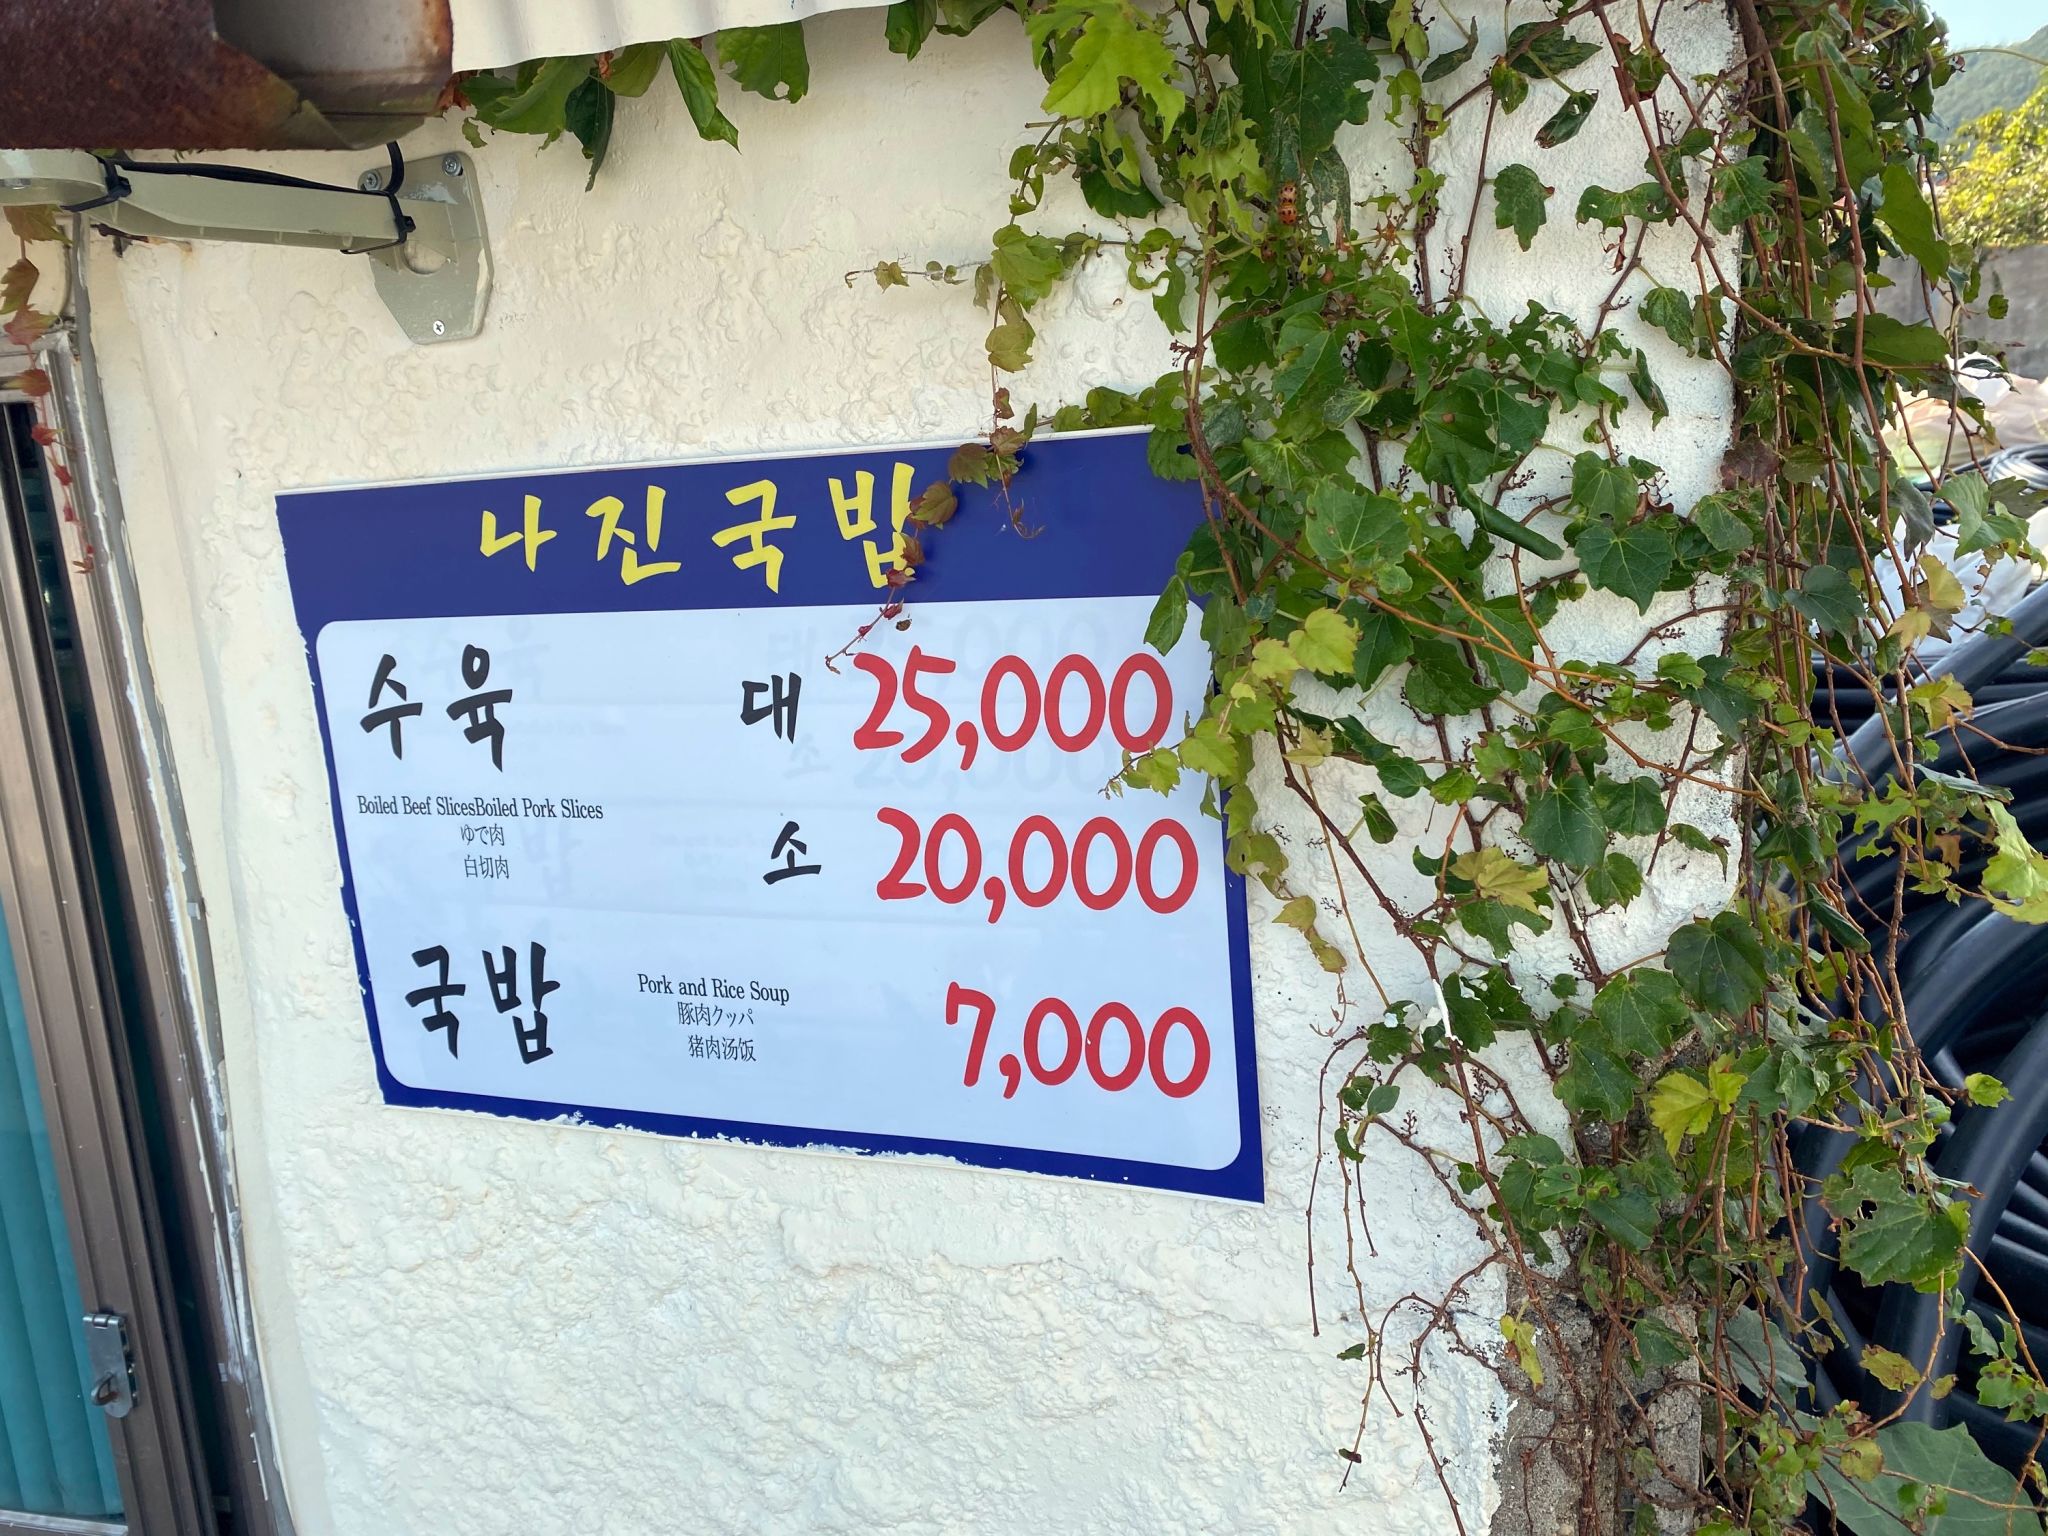 나진국밥
수육 대 25,000
Boiled Beef SlicesBoiled Pork Slices
ゆで肉
白切肉
소 20,000
국밥 7,000
Pork and Rice Soup
豚肉クッパ
猪肉汤饭